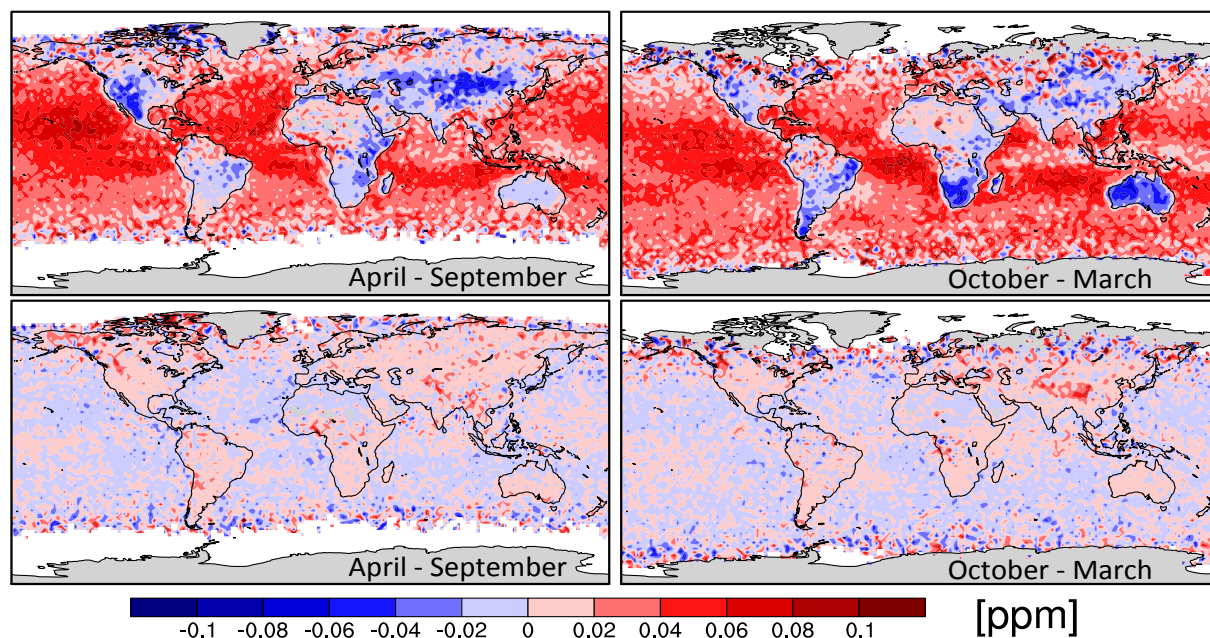 April - September
October - March
April - September
October - March
-0.1 -0.08 -0.06 -0.04 -0.02 0 0.02 0.04 0.06 0.08 0.1
[ppm]